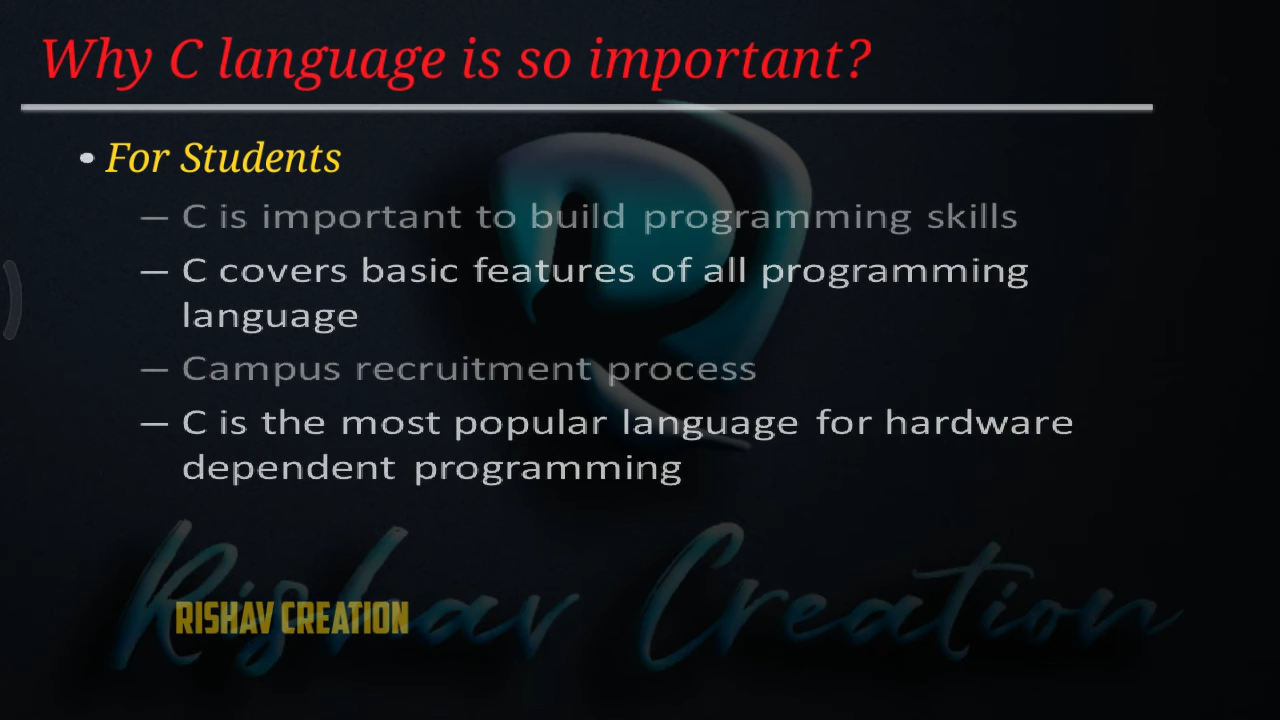 Why C language is so important?
• For Students
– C is important to build programming skills
– C covers basic features of all programming
language
– Campus recruitment process
– C is the most popular language for hardware
dependent programming
Rishav Creation
RISHAV CREATION